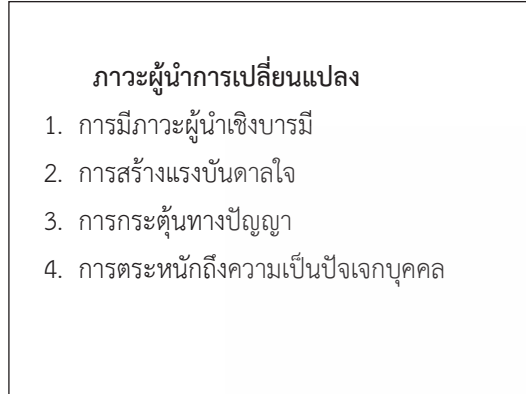 ภาวะผู้นำการเปลี่ยนแปลง
1. การมีภาวะผู้นำเชิงบารมี
2. การสร้างแรงบันดาลใจ
3. การกระตุ้นทางปัญญา
4. การตระหนักถึงความเป็นปัจเจกบุคคล